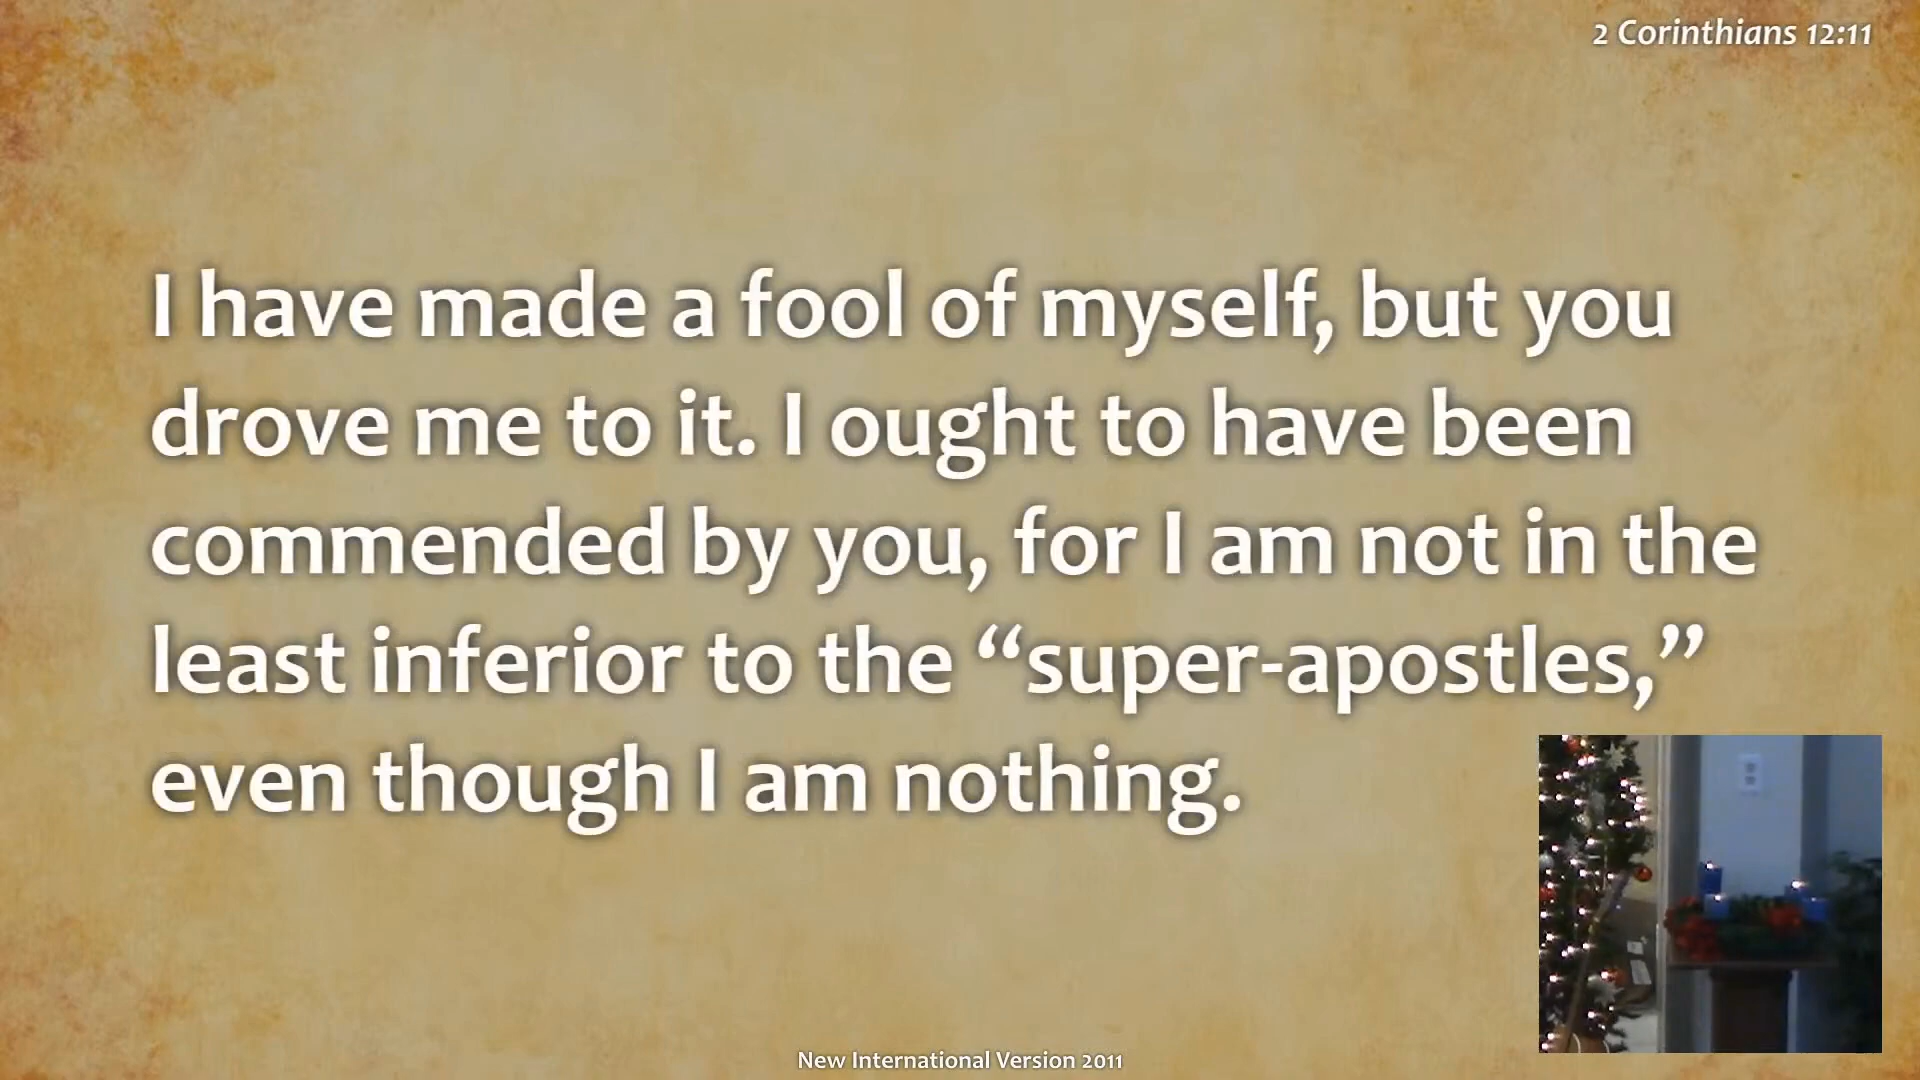 2 Corinthians 12:11
I have made a fool of myself, but you
drove me to it. I ought to have been
commended by you, for I am not in the
least inferior to the “super-apostles,”
even though I am nothing.
New International Version 2011